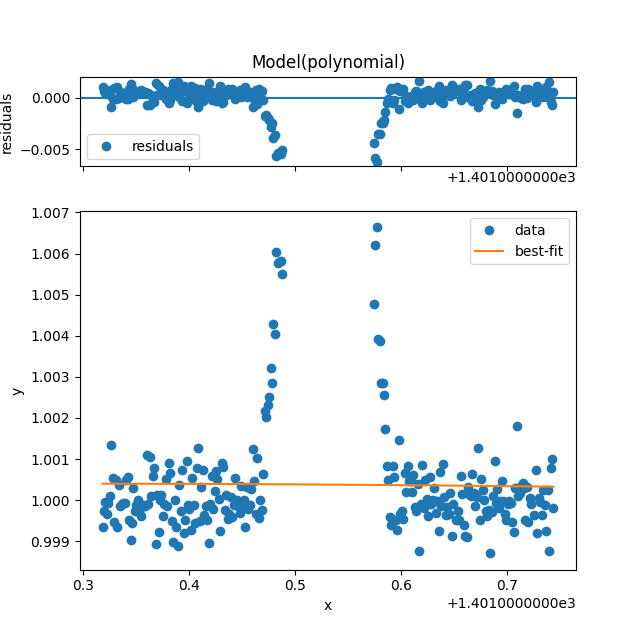 Model(polynomial)
residuals
0.000
−0.005
residuals
+1.4010000000e3
y
1.007
1.006
1.005
1.004
1.003
1.002
1.001
1.000
0.999
data
best-fit
0.3 0.4 0.5 0.6 0.7
x
+1.4010000000e3